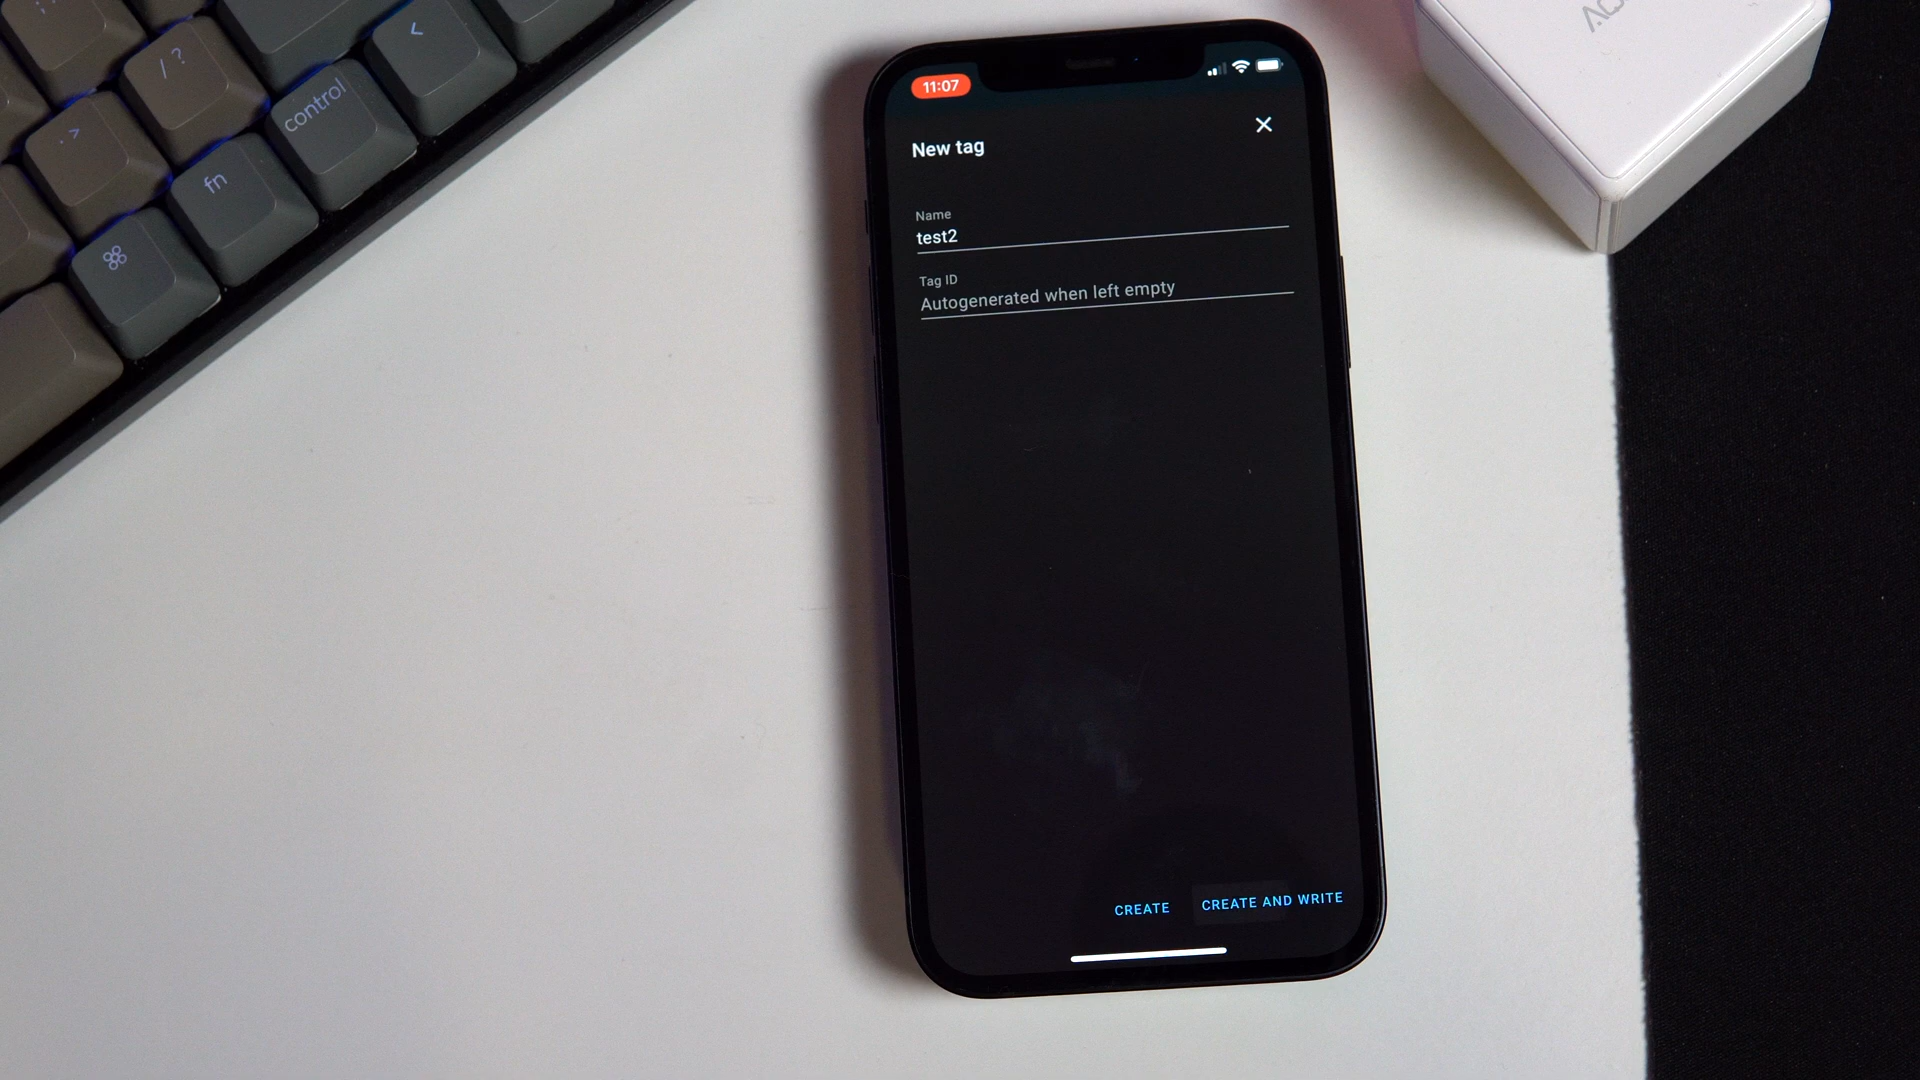 / ?
<
. >
control
fn
⌘
11:07
New tag
Name
test2
Tag ID
Autogenerated when left empty
CREATE
CREATE AND WRITE